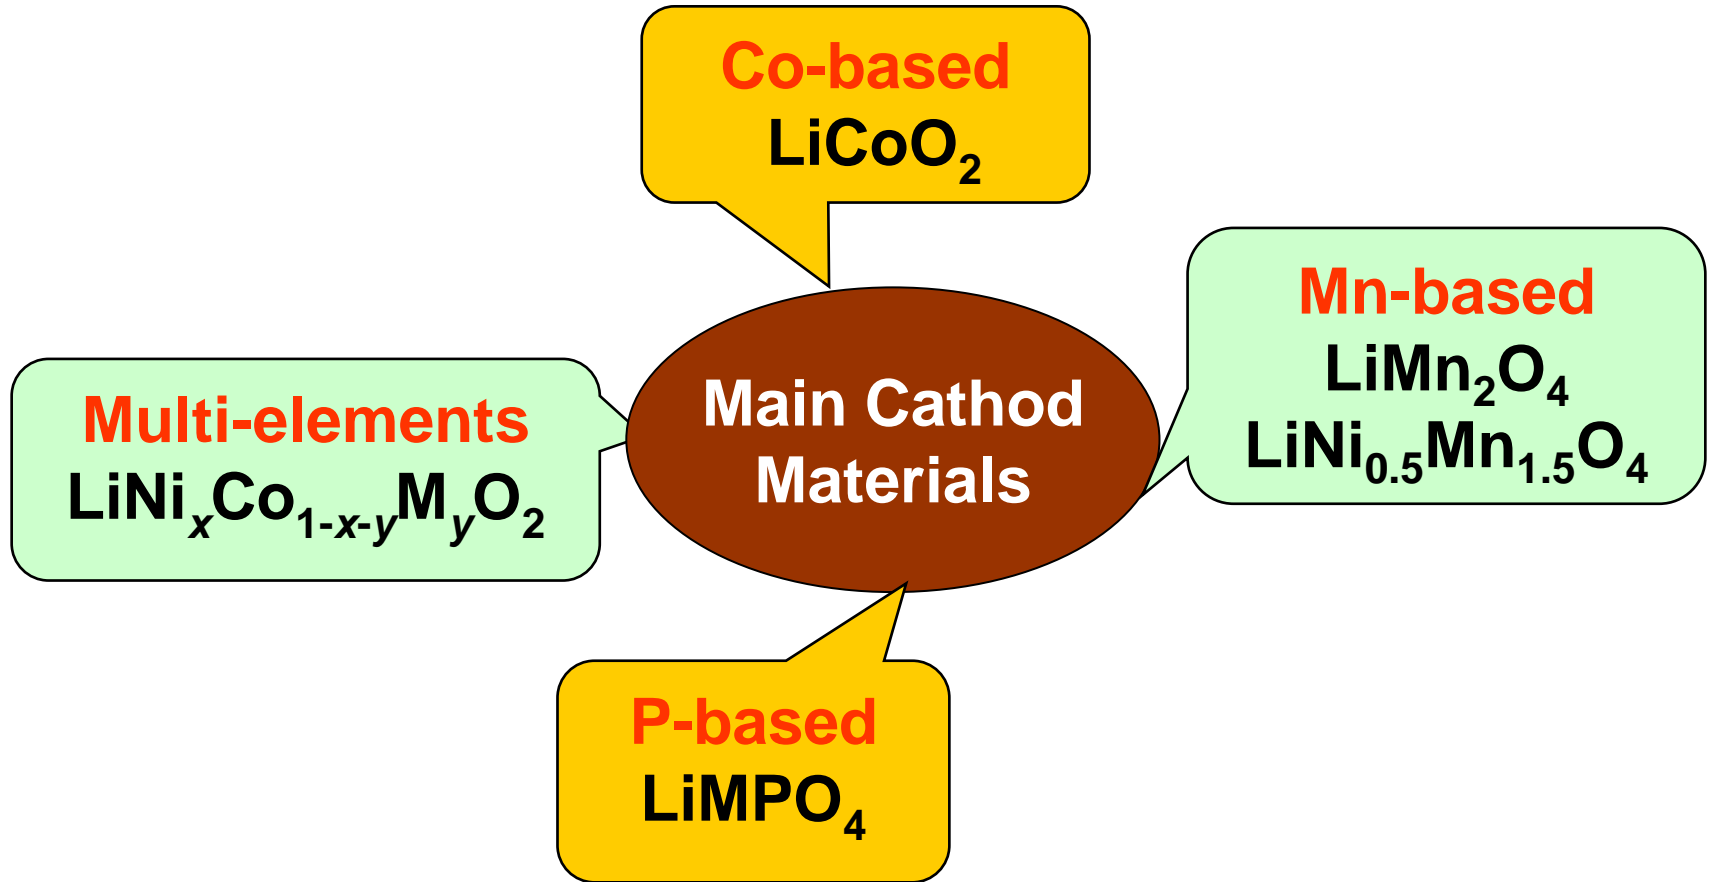 Co-based
LiCoO₂
Mn-based
LiMn₂O₄
LiNi₀.₅Mn₁.₅O₄
Multi-elements
LiNiₓCo₁₋ₓ₋yMyO₂
Main Cathod
Materials
P-based
LiMPO₄